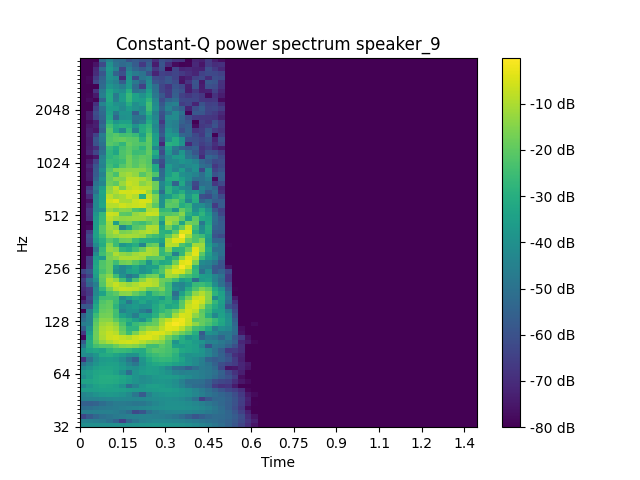 Constant-Q power spectrum speaker_9
Hz
2048
1024
512
256
128
64
32
0 0.15 0.3 0.45 0.6 0.75 0.9 1.1 1.2 1.4
Time
-10 dB
-20 dB
-30 dB
-40 dB
-50 dB
-60 dB
-70 dB
-80 dB